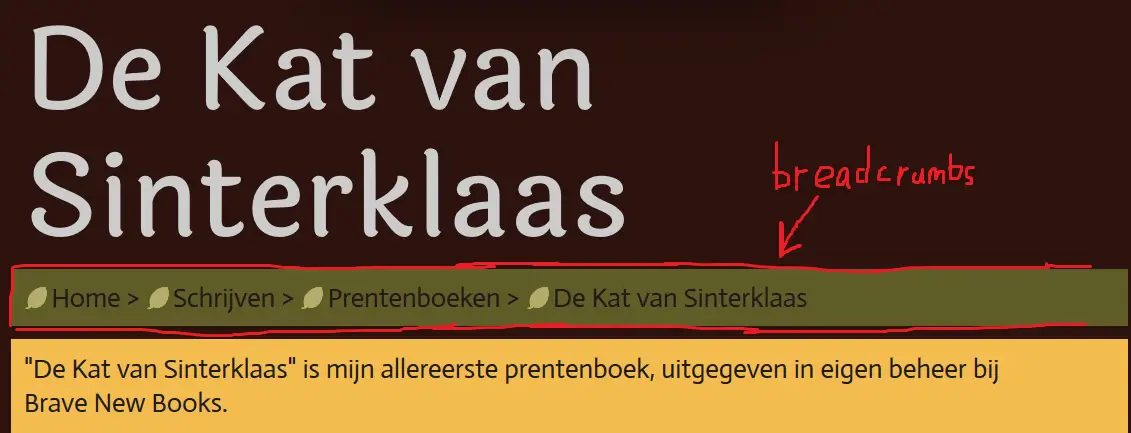 De Kat van
Sinterklaas
breadcrumbs
Home > Schrijven > Prentenboeken > De Kat van Sinterklaas
"De Kat van Sinterklaas" is mijn allereerste prentenboek, uitgegeven in eigen beheer bij
Brave New Books.